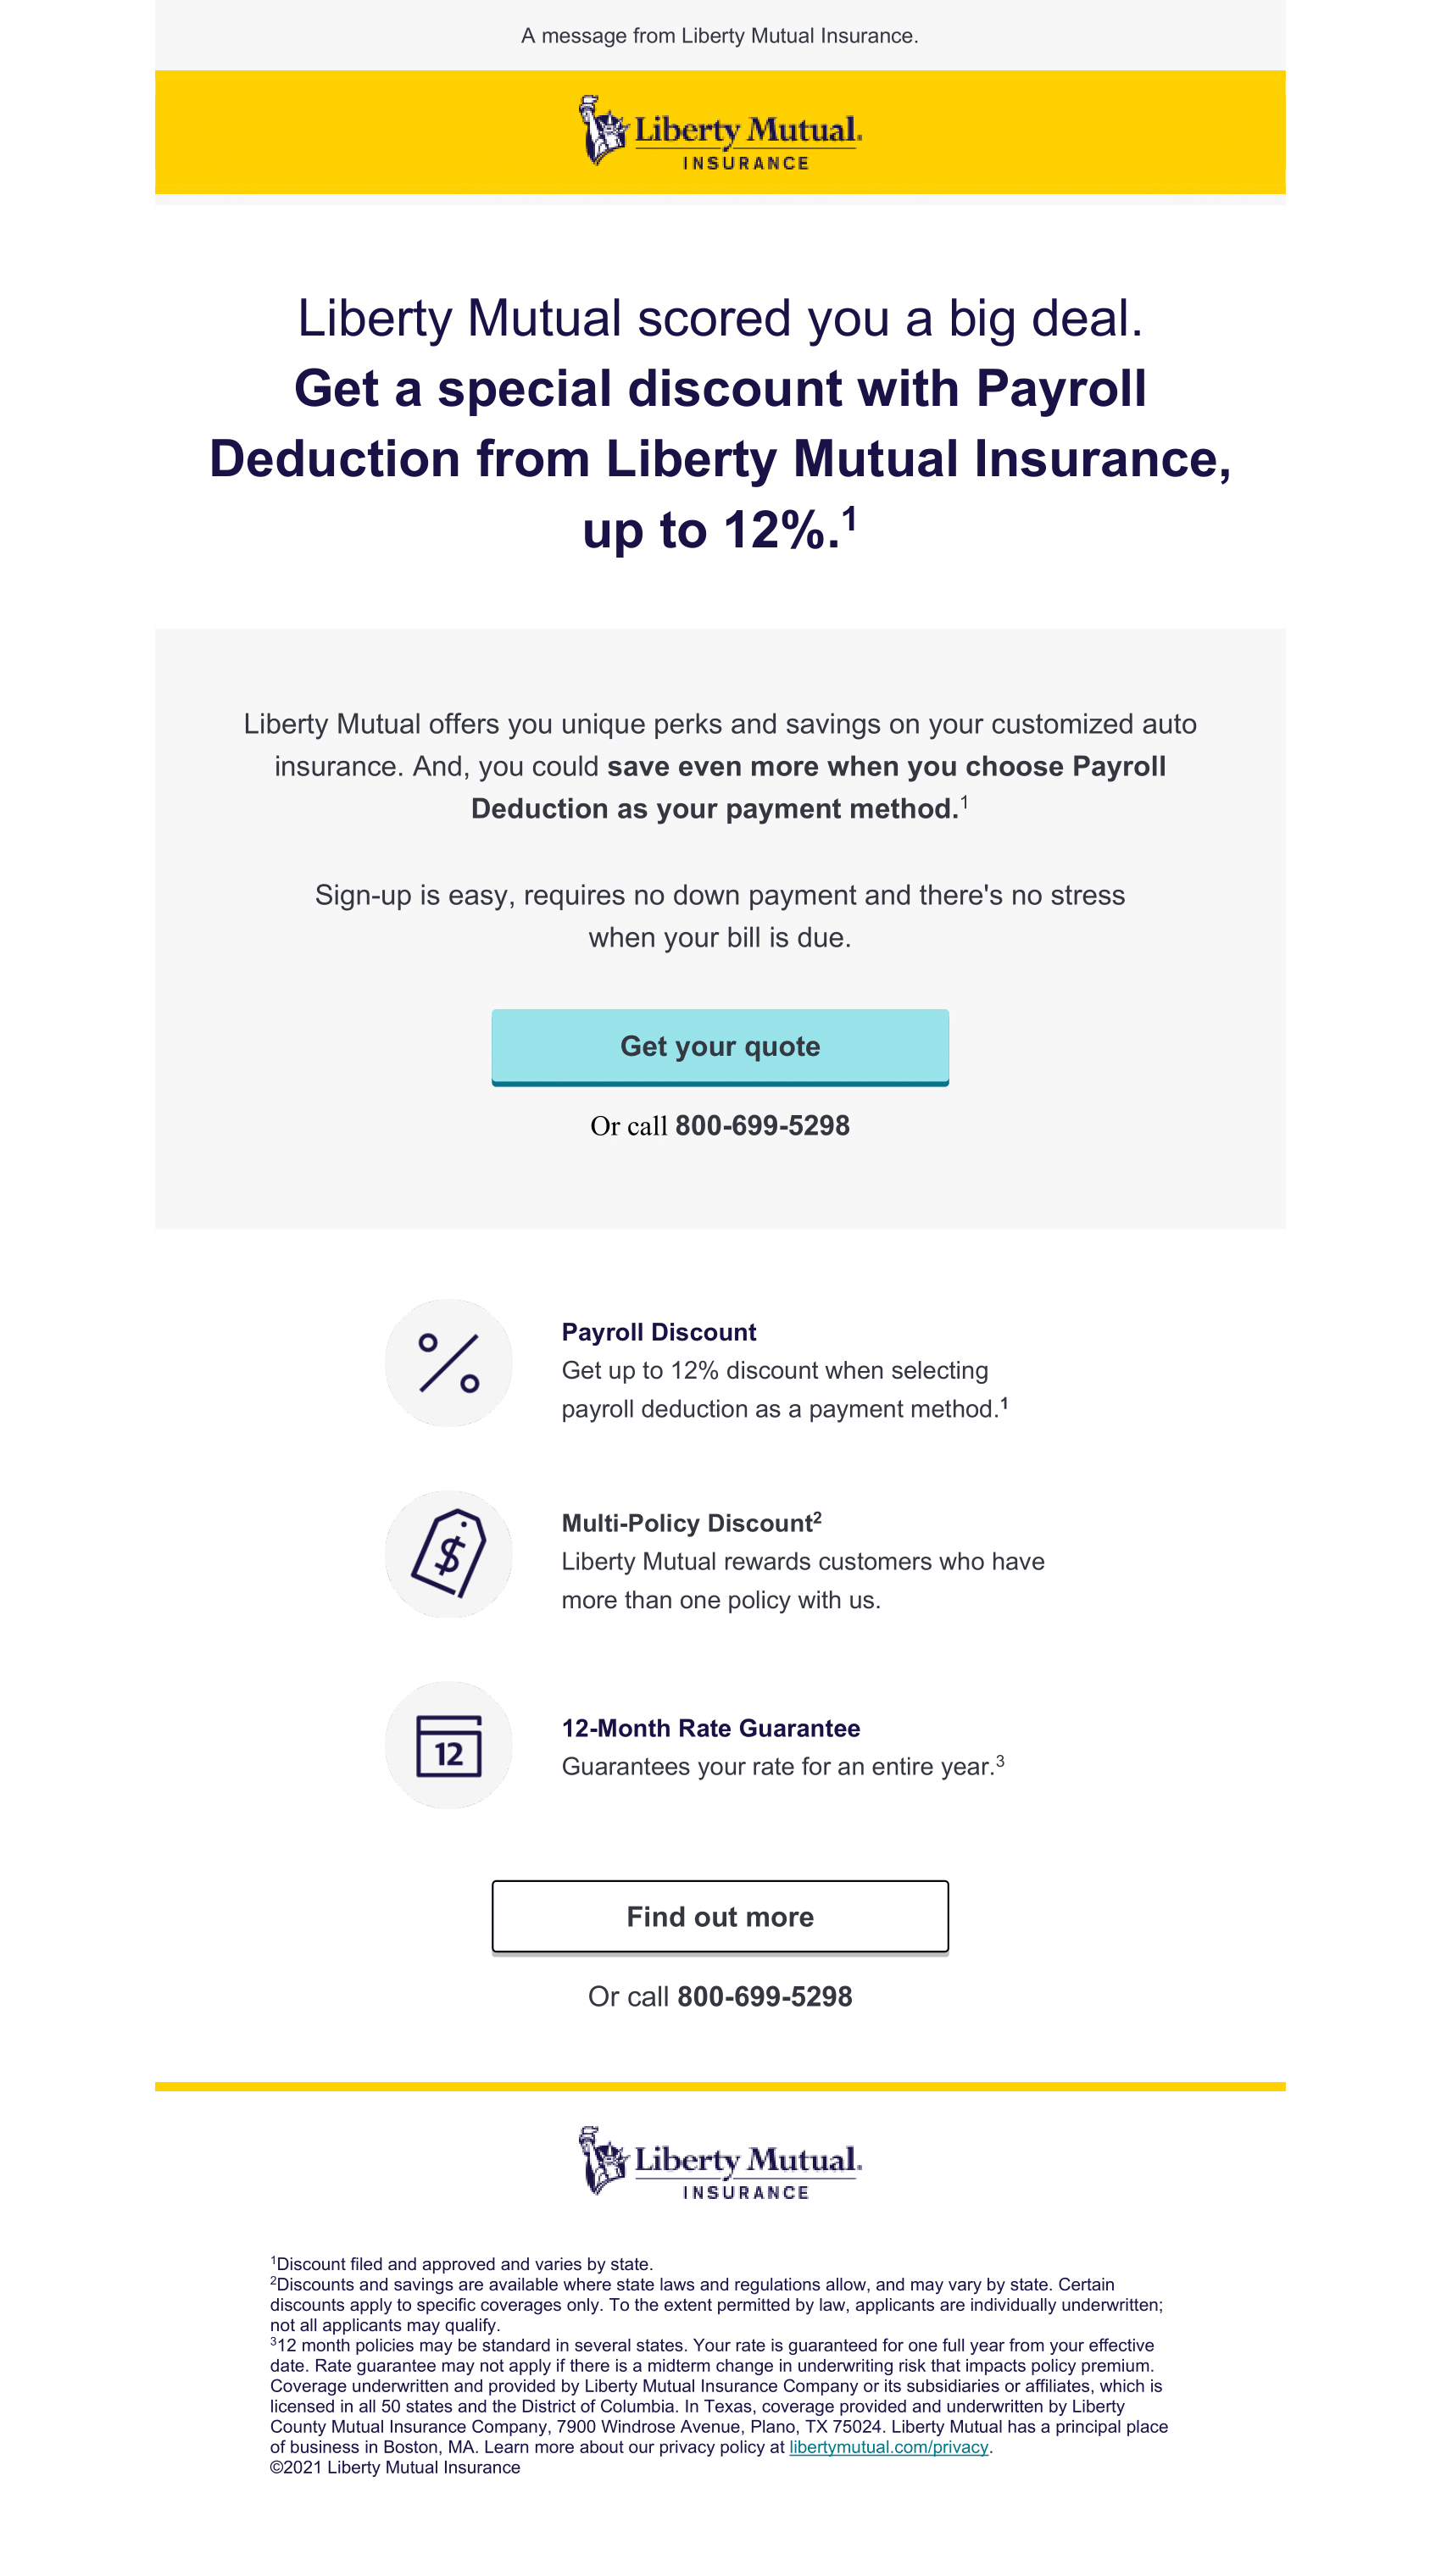 A message from Liberty Mutual Insurance.
Liberty Mutual®
INSURANCE
Liberty Mutual scored you a big deal.
Get a special discount with Payroll
Deduction from Liberty Mutual Insurance,
up to 12%.¹
Liberty Mutual offers you unique perks and savings on your customized auto
insurance. And, you could save even more when you choose Payroll
Deduction as your payment method.¹
Sign-up is easy, requires no down payment and there's no stress
when your bill is due.
Get your quote
Or call 800-699-5298
%
Payroll Discount
Get up to 12% discount when selecting
payroll deduction as a payment method.¹
$
Multi-Policy Discount²
Liberty Mutual rewards customers who have
more than one policy with us.
12
12-Month Rate Guarantee
Guarantees your rate for an entire year.³
Find out more
Or call 800-699-5298
Liberty Mutual®
INSURANCE
¹Discount filed and approved and varies by state.
²Discounts and savings are available where state laws and regulations allow, and may vary by state. Certain
discounts apply to specific coverages only. To the extent permitted by law, applicants are individually underwritten;
not all applicants may qualify.
³12 month policies may be standard in several states. Your rate is guaranteed for one full year from your effective
date. Rate guarantee may not apply if there is a midterm change in underwriting risk that impacts policy premium.
Coverage underwritten and provided by Liberty Mutual Insurance Company or its subsidiaries or affiliates, which is
licensed in all 50 states and the District of Columbia. In Texas, coverage provided and underwritten by Liberty
County Mutual Insurance Company, 7900 Windrose Avenue, Plano, TX 75024. Liberty Mutual has a principal place
of business in Boston, MA. Learn more about our privacy policy at libertymutual.com/privacy.
©2021 Liberty Mutual Insurance